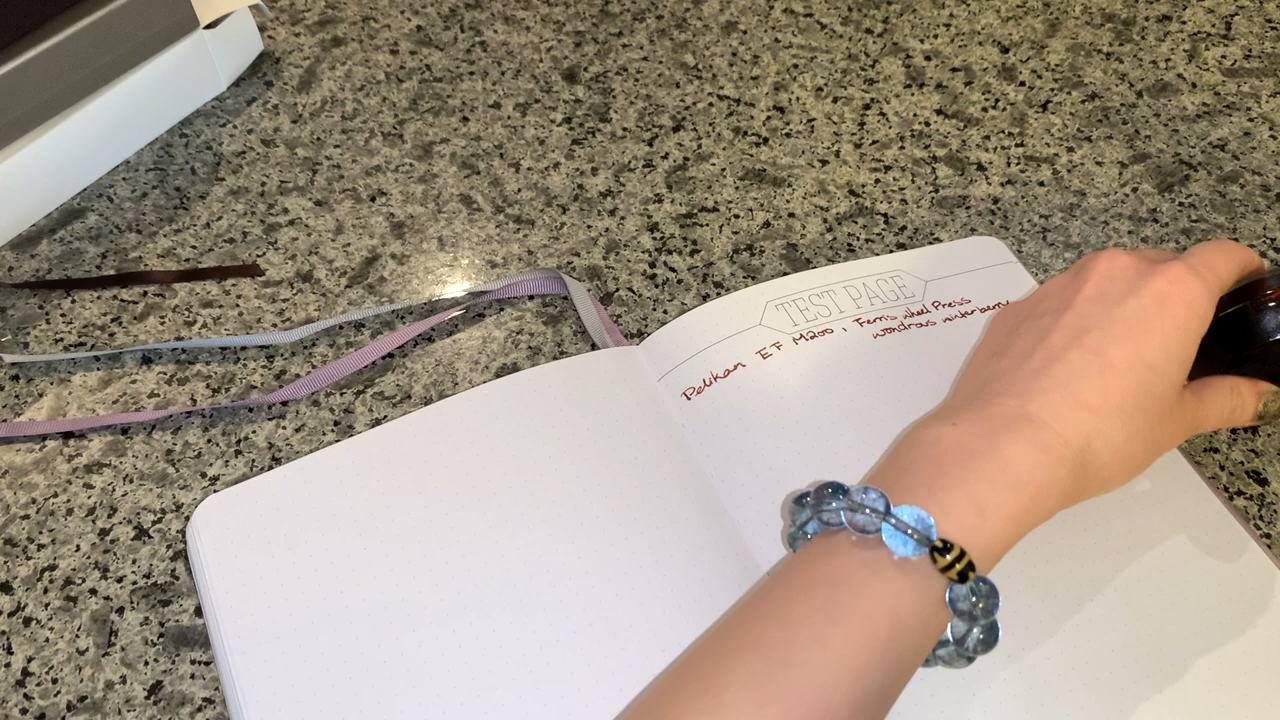 TEST PAGE
Pelikan EF M200, Ferris Wheel Press
wondrous winterberry